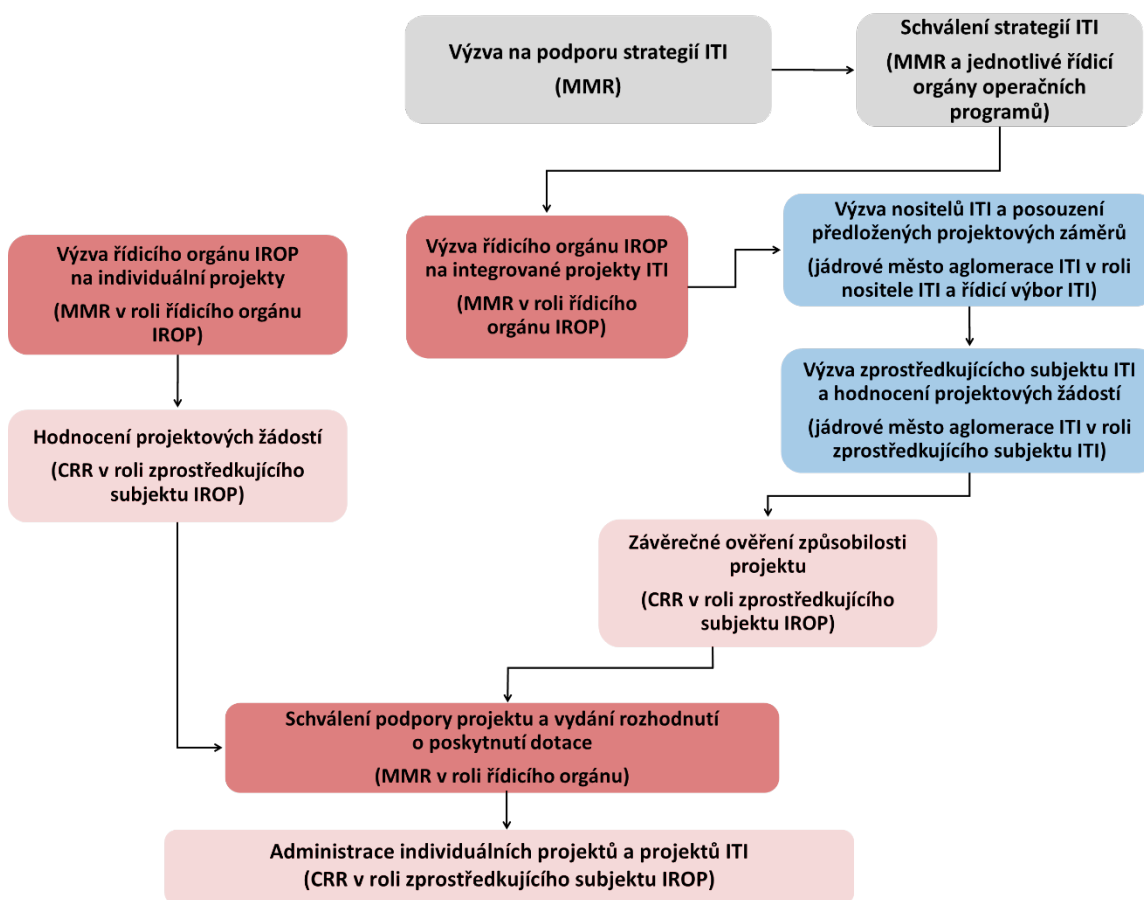 Výzva na podporu strategií ITI
(MMR)
Schválení strategií ITI
(MMR a jednotlivé řídicí
orgány operačních
programů)
Výzva řídicího orgánu IROP
na individuální projekty
(MMR v roli řídicího orgánu
IROP)
Výzva řídicího orgánu IROP
na integrované projekty ITI
(MMR v roli řídicího orgánu
IROP)
Výzva nositelů ITI a posouzení
předložených projektových záměrů
(jádrové město aglomerace ITI v roli
nositele ITI a řídicí výbor ITI)
Hodnocení projektových žádostí
(CRR v roli zprostředkujícího
subjektu IROP)
Výzva zprostředkujícícho subjektu ITI
a hodnocení projektových žádostí
(jádrové město aglomerace ITI v roli
zprostředkujícího subjektu ITI)
Závěrečné ověření způsobilosti
projektu
(CRR v roli zprostředkujícího
subjektu IROP)
Schválení podpory projektu a vydání rozhodnutí
o poskytnutí dotace
(MMR v roli řídicího orgánu)
Administrace individuálních projektů a projektů ITI
(CRR v roli zprostředkujícího subjektu IROP)